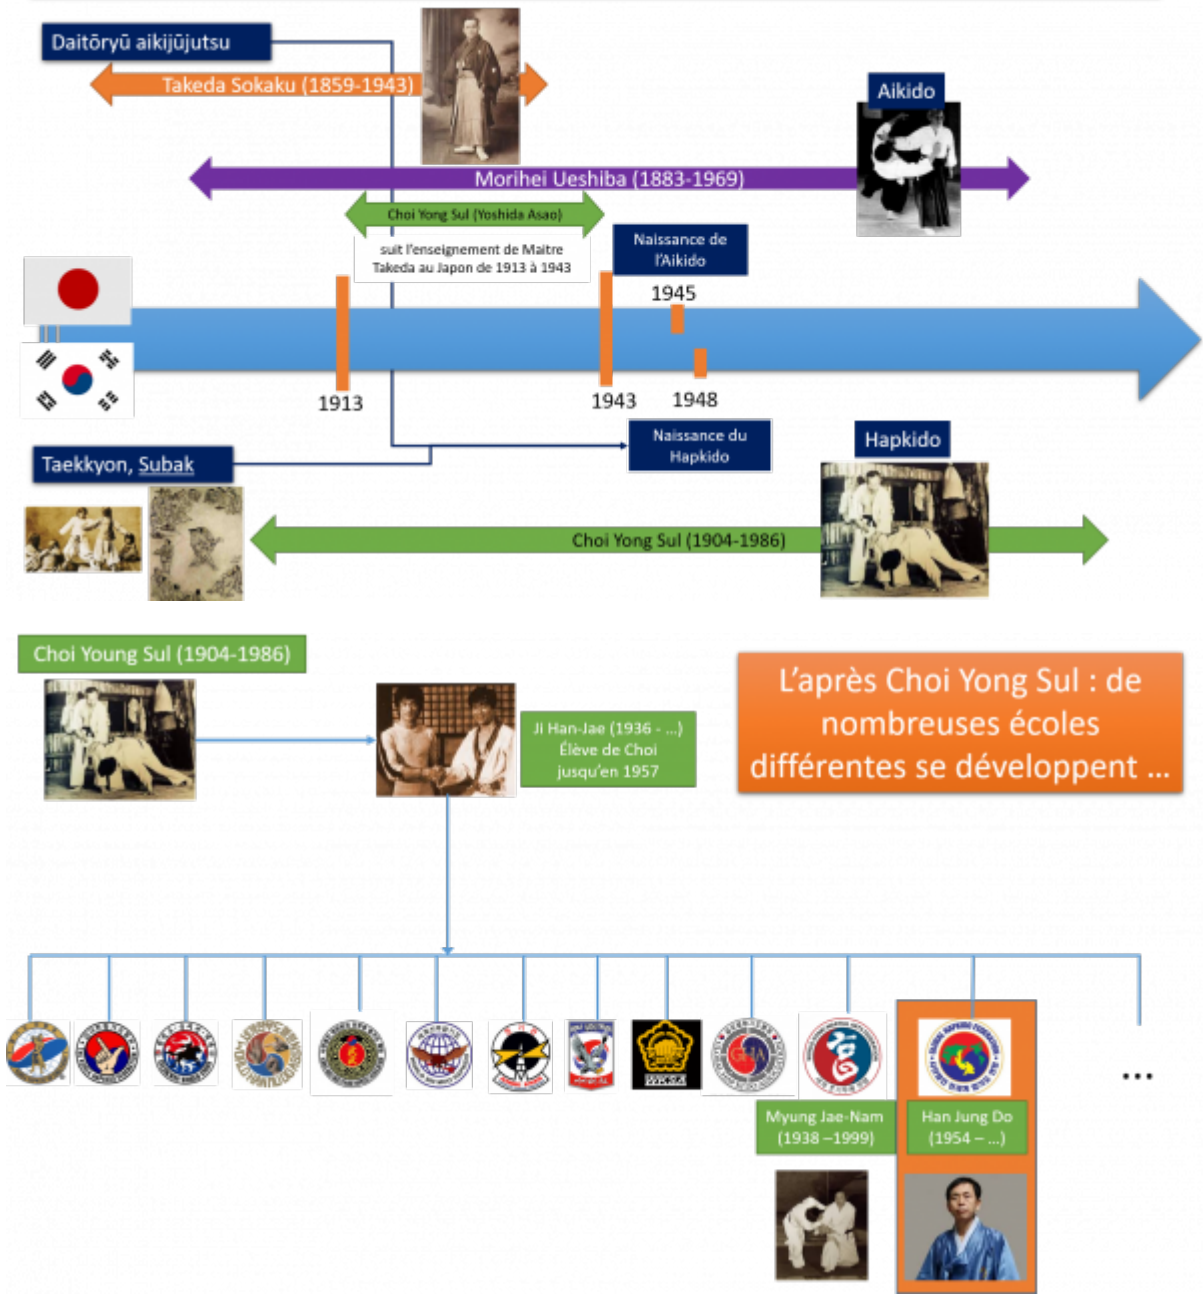 Daitōryū aikijūjutsu
Takeda Sokaku (1859-1943)
Aikido
Morihei Ueshiba (1883-1969)
Choi Yong Sul (Yoshida Asao)
suit l'enseignement de Maitre
Takeda au Japon de 1913 à 1943
Naissance de
l'Aikido
1945
1913
1943
1948
Naissance du
Hapkido
Hapkido
Taekkyon, Subak
Choi Yong Sul (1904-1986)
Choi Young Sul (1904-1986)
Ji Han-Jae (1936 - ...)
Élève de Choi
jusqu'en 1957
L'après Choi Yong Sul : de
nombreuses écoles
différentes se développent ...
GHA
...
Myung Jae-Nam
(1938 –1999)
Han Jung Do
(1954 – ...)